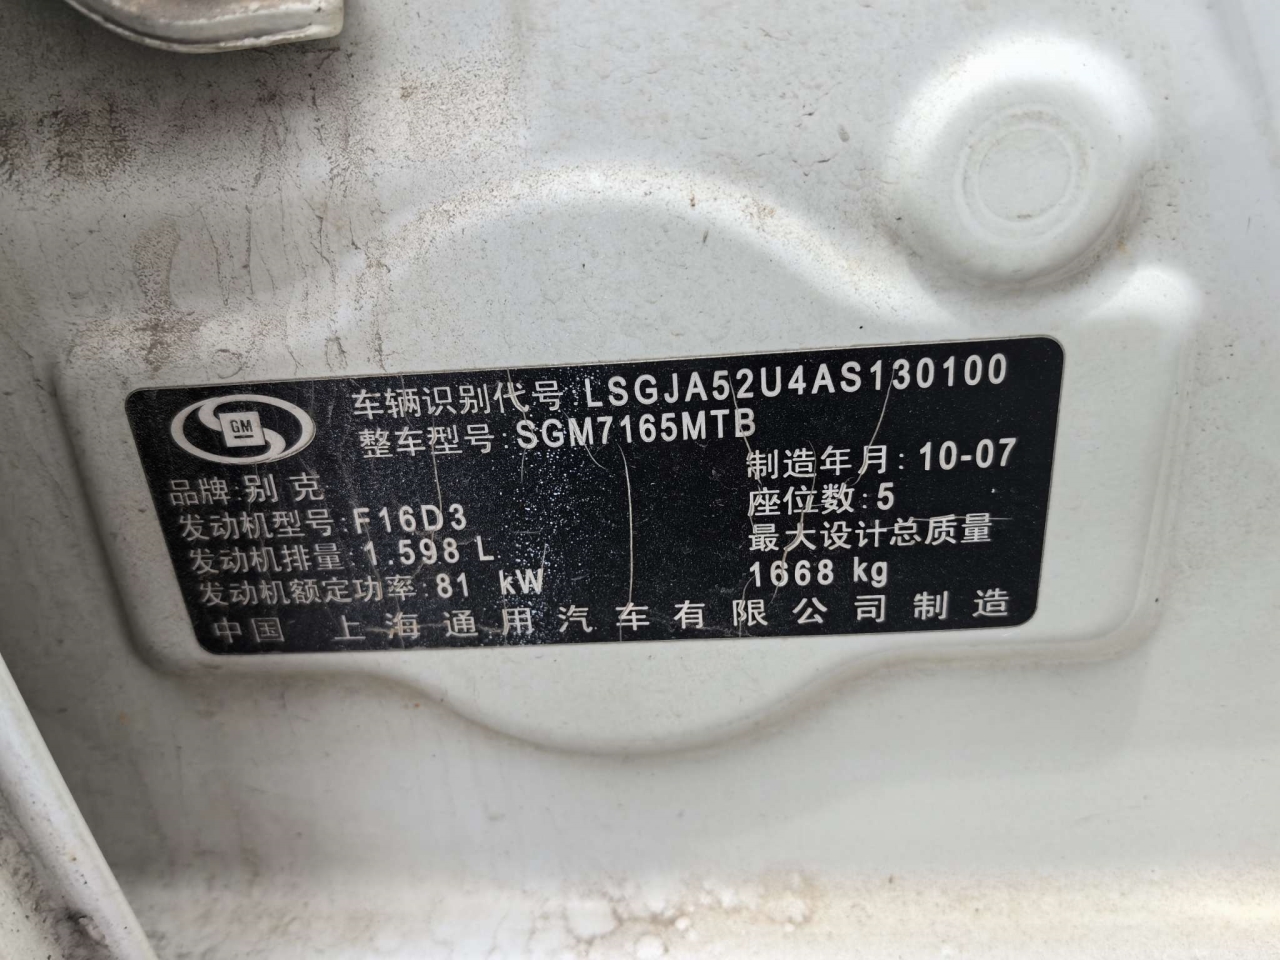 GM
车辆识别代号:LSGJA52U4AS130100
整车型号:SGM7165MTB
制造年月:10-07
品牌:别克
座位数:5
发动机型号:F16D3
最大设计总质量
发动机排量:1.598 L
1668 kg
发动机额定功率:81 kW
中国 上海通用汽车有限公司制造